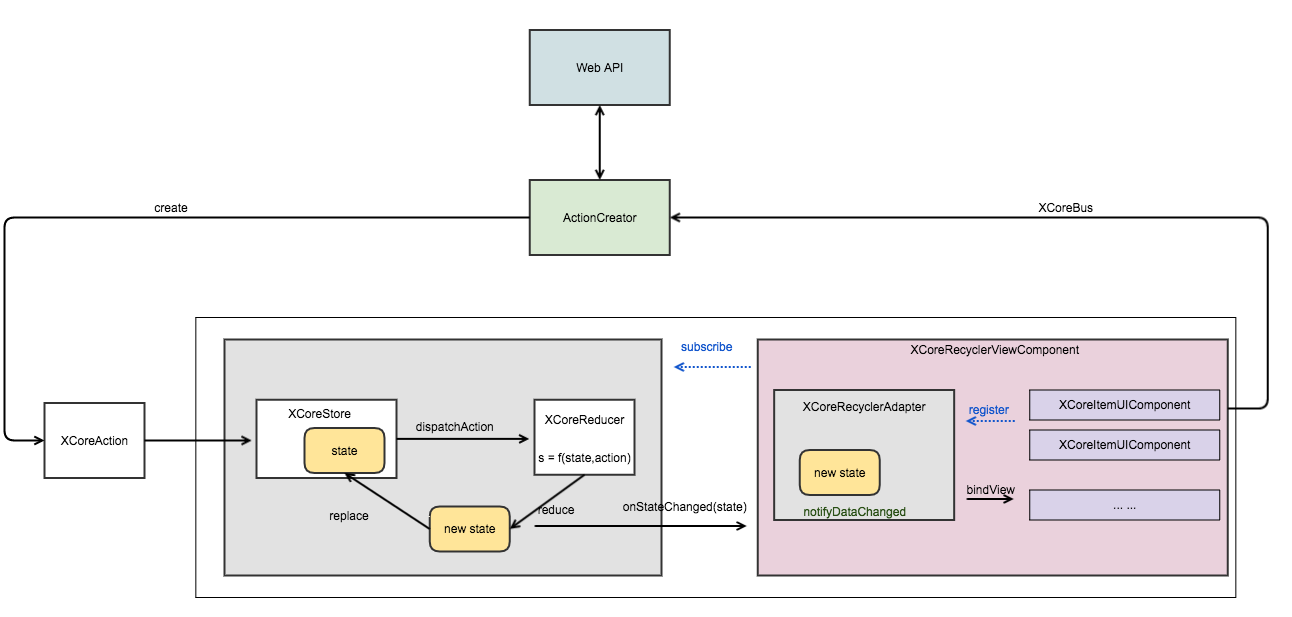 Web API
ActionCreator
create
XCoreBus
subscribe
XCoreRecyclerViewComponent
XCoreAction
XCoreStore
state
dispatchAction
XCoreReducer
s = f(state,action)
replace
new state
reduce
onStateChanged(state)
XCoreRecyclerAdapter
new state
notifyDataChanged
register
bindView
XCoreItemUIComponent
XCoreItemUIComponent
... ...